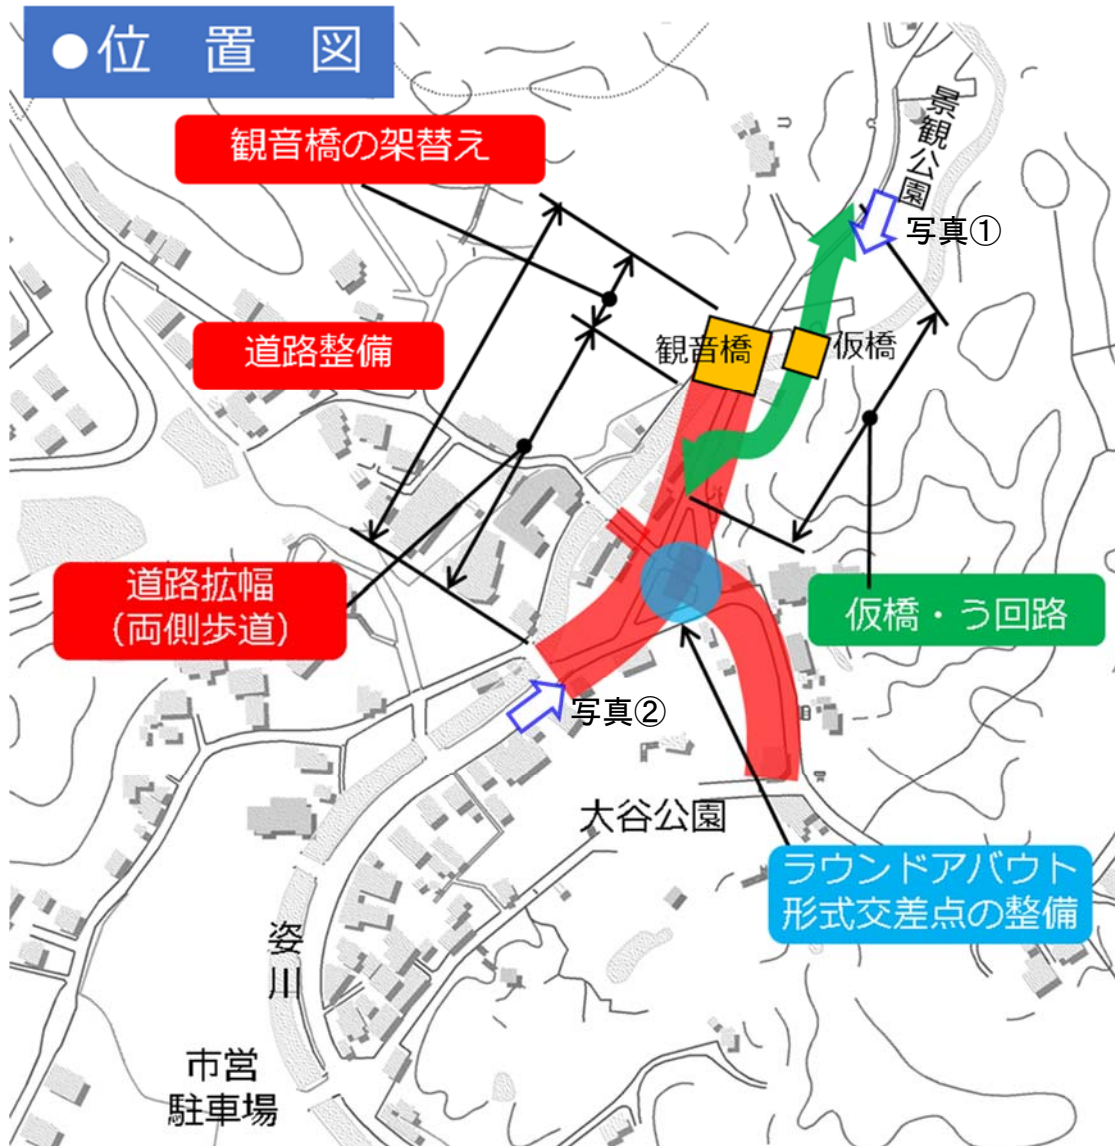 ●位 置 図
観音橋の架替え
景観公園
写真①
道路整備
観音橋
仮橋
道路拡幅
(両側歩道)
仮橋・う回路
写真②
大谷公園
ラウンドアバウト
形式交差点の整備
姿川
市営
駐車場